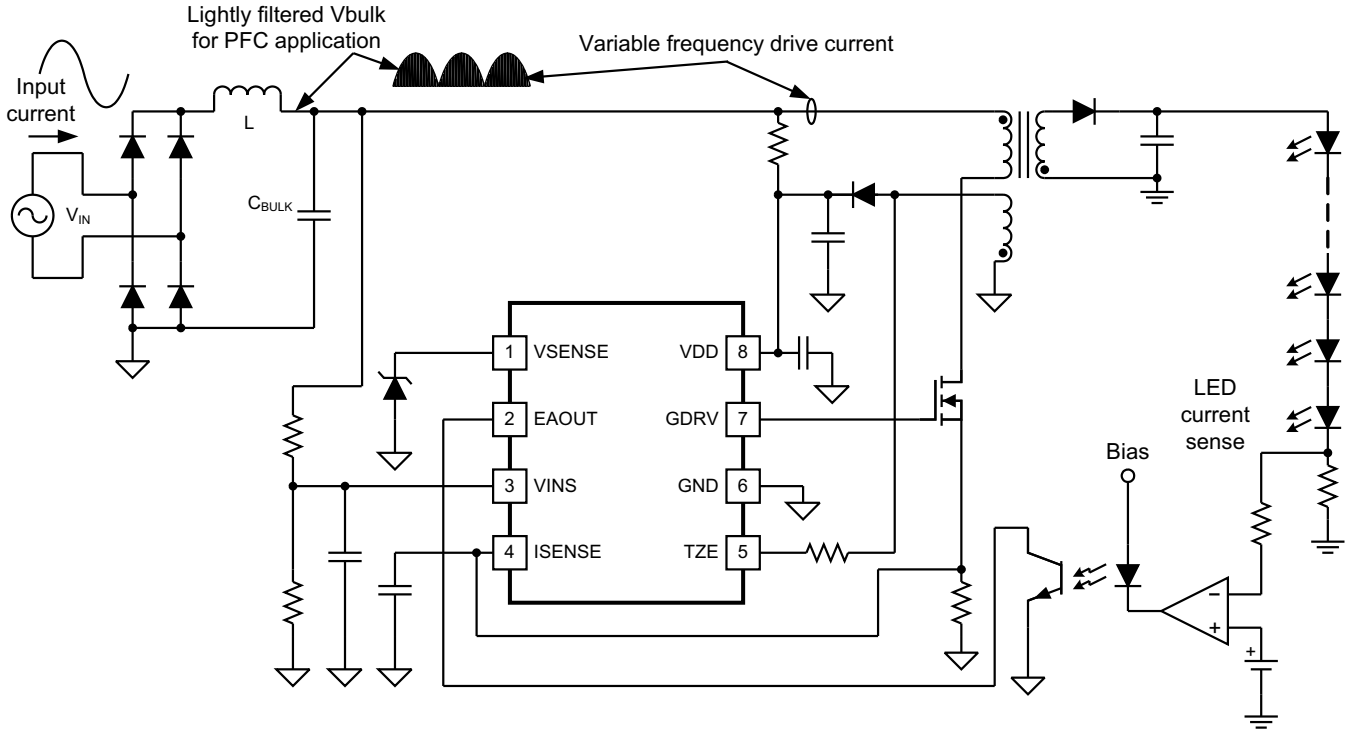 Lightly filtered Vbulk
for PFC application
Variable frequency drive current
Input
current
L
VIN
CBULK
1 VSENSE
VDD 8
2 EAOUT
GDRV 7
3 VINS
GND 6
4 ISENSE
TZE 5
LED
current
sense
Bias
−
+
+